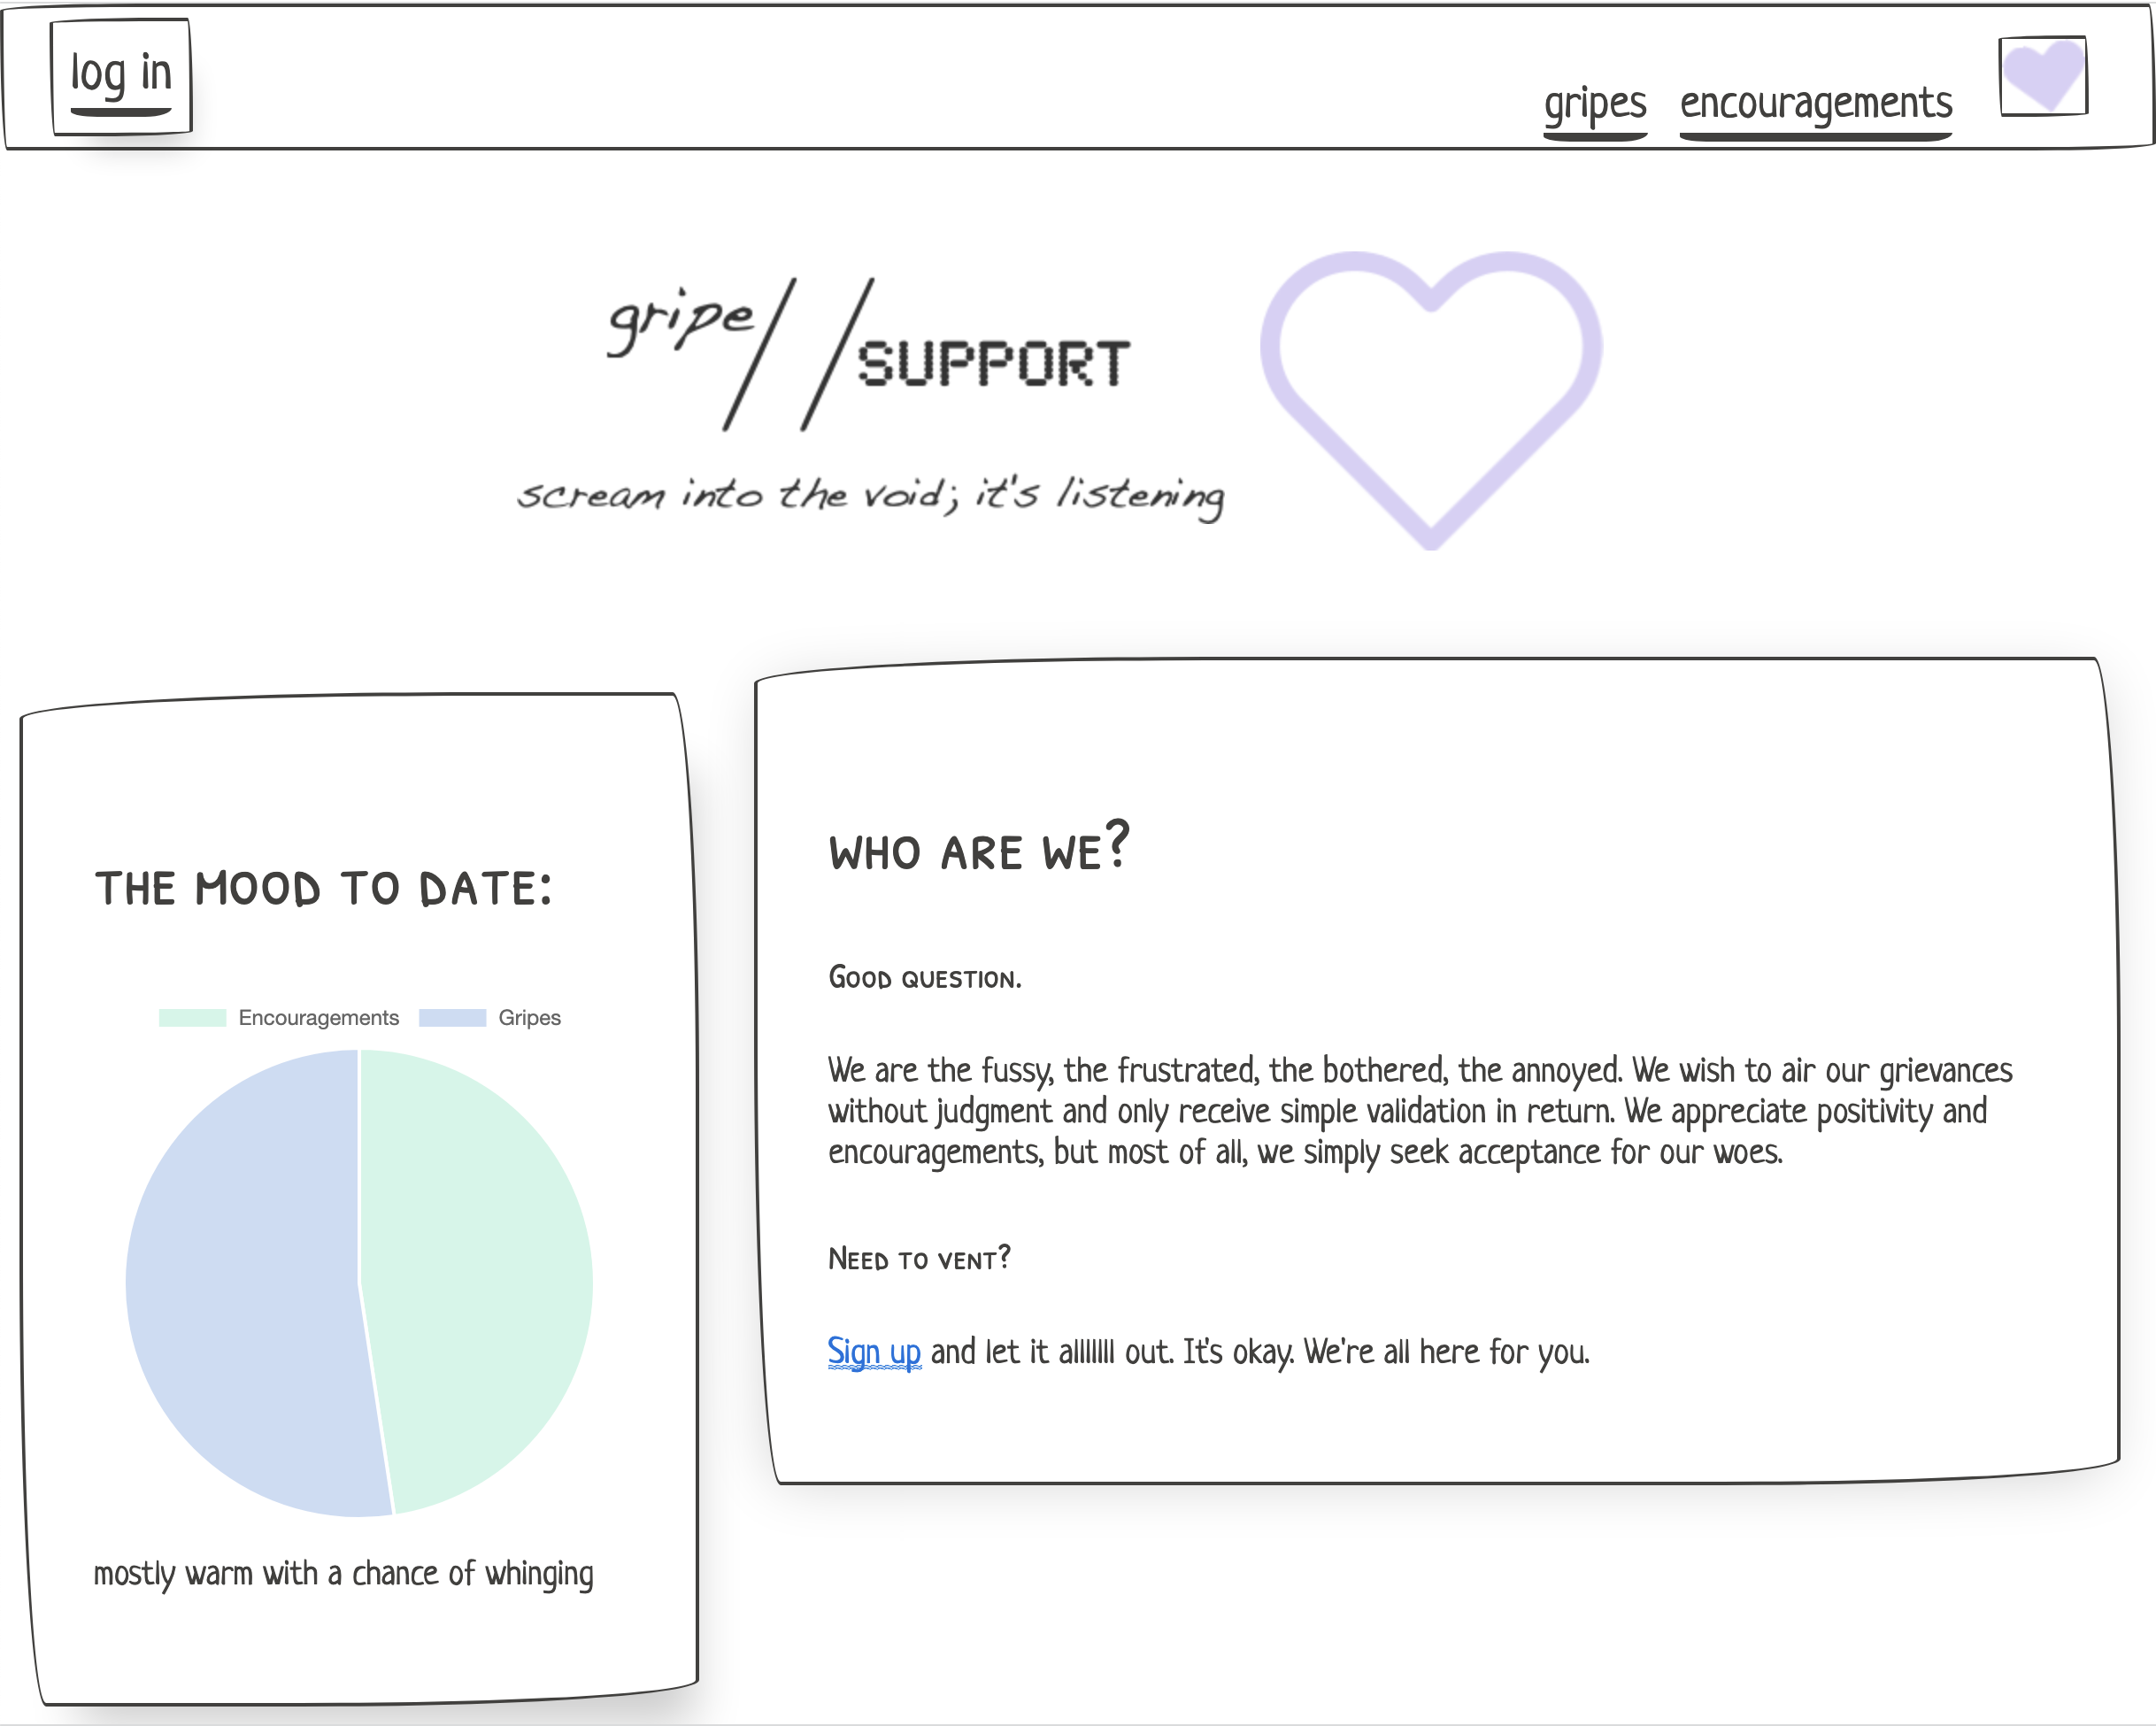 log in
gripes encouragements
gripe//SUPPORT
scream into the void; it's listening
THE MOOD TO DATE:
Encouragements Gripes
mostly warm with a chance of whinging
WHO ARE WE?
GOOD QUESTION.
We are the fussy, the frustrated, the bothered, the annoyed. We wish to air our grievances
without judgment and only receive simple validation in return. We appreciate positivity and
encouragements, but most of all, we simply seek acceptance for our woes.
NEED TO VENT?
Sign up and let it alllllll out. It's okay. We're all here for you.